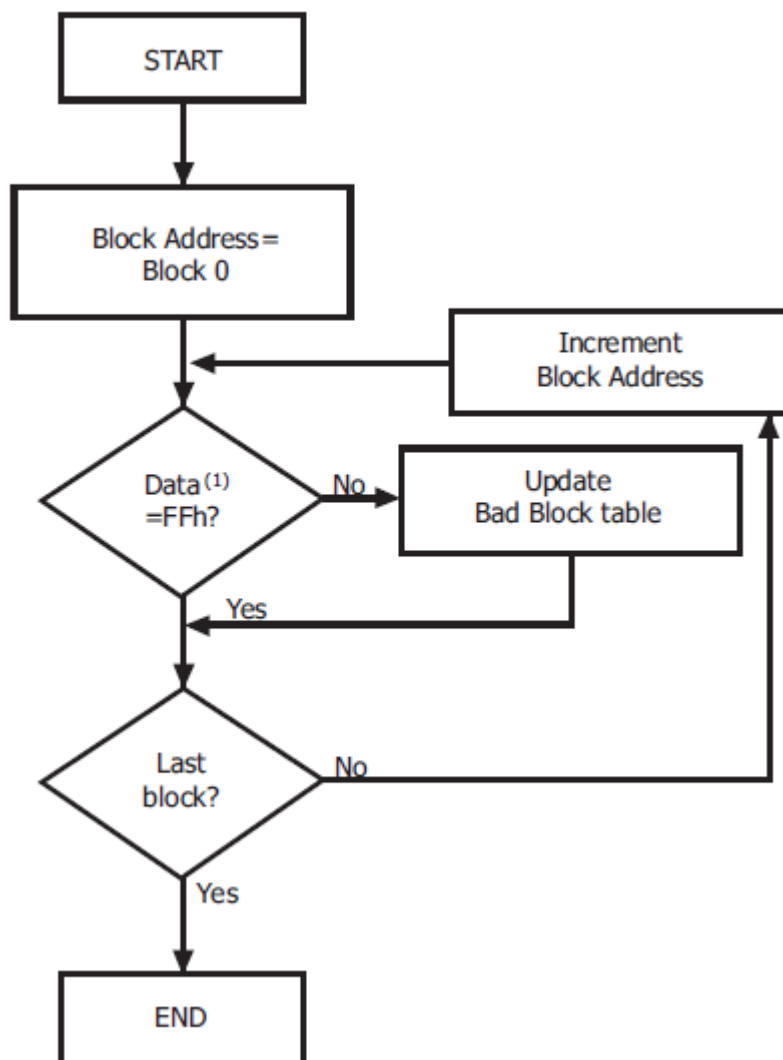 START
Block Address=
Block 0
Increment
Block Address
Data(1)
=FFh?
No
Update
Bad Block table
Yes
Last
block?
No
Yes
END